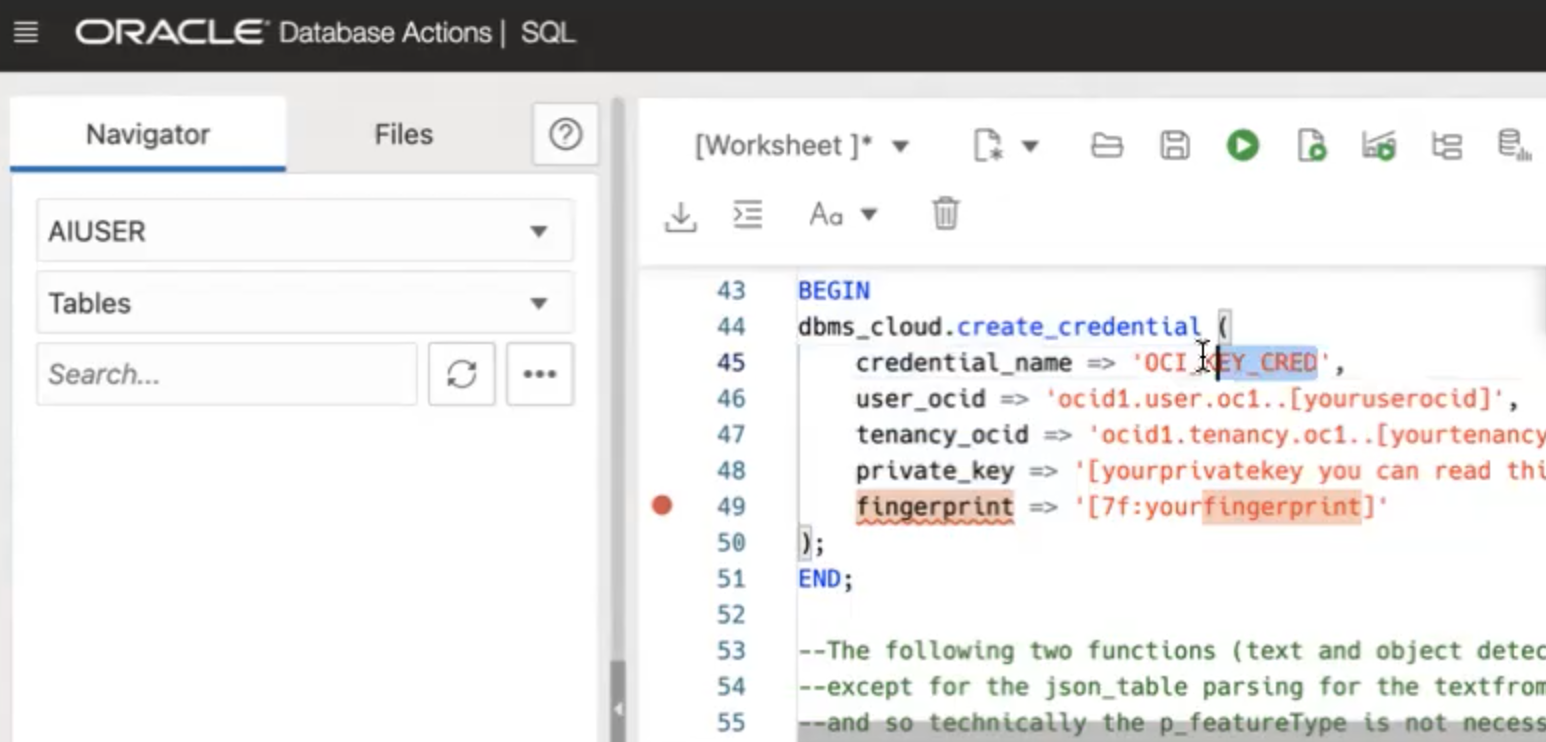 ORACLE Database Actions | SQL
Navigator
Files
AIUSER
Tables
Search...
[Worksheet ]*
Aa
43 BEGIN
44 dbms_cloud.create_credential (
45 credential_name => 'OCI_KEY_CRED',
46 user_ocid => 'ocid1.user.oc1..[youruserocid]',
47 tenancy_ocid => 'ocid1.tenancy.oc1..[yourtenancy
48 private_key => '[yourprivatekey you can read thi
49 fingerprint => '[7f:yourfingerprint]'
50 );
51 END;
52
53 --The following two functions (text and object detec
54 --except for the json_table parsing for the textfrom
55 --and so technically the p_featureType is not necess